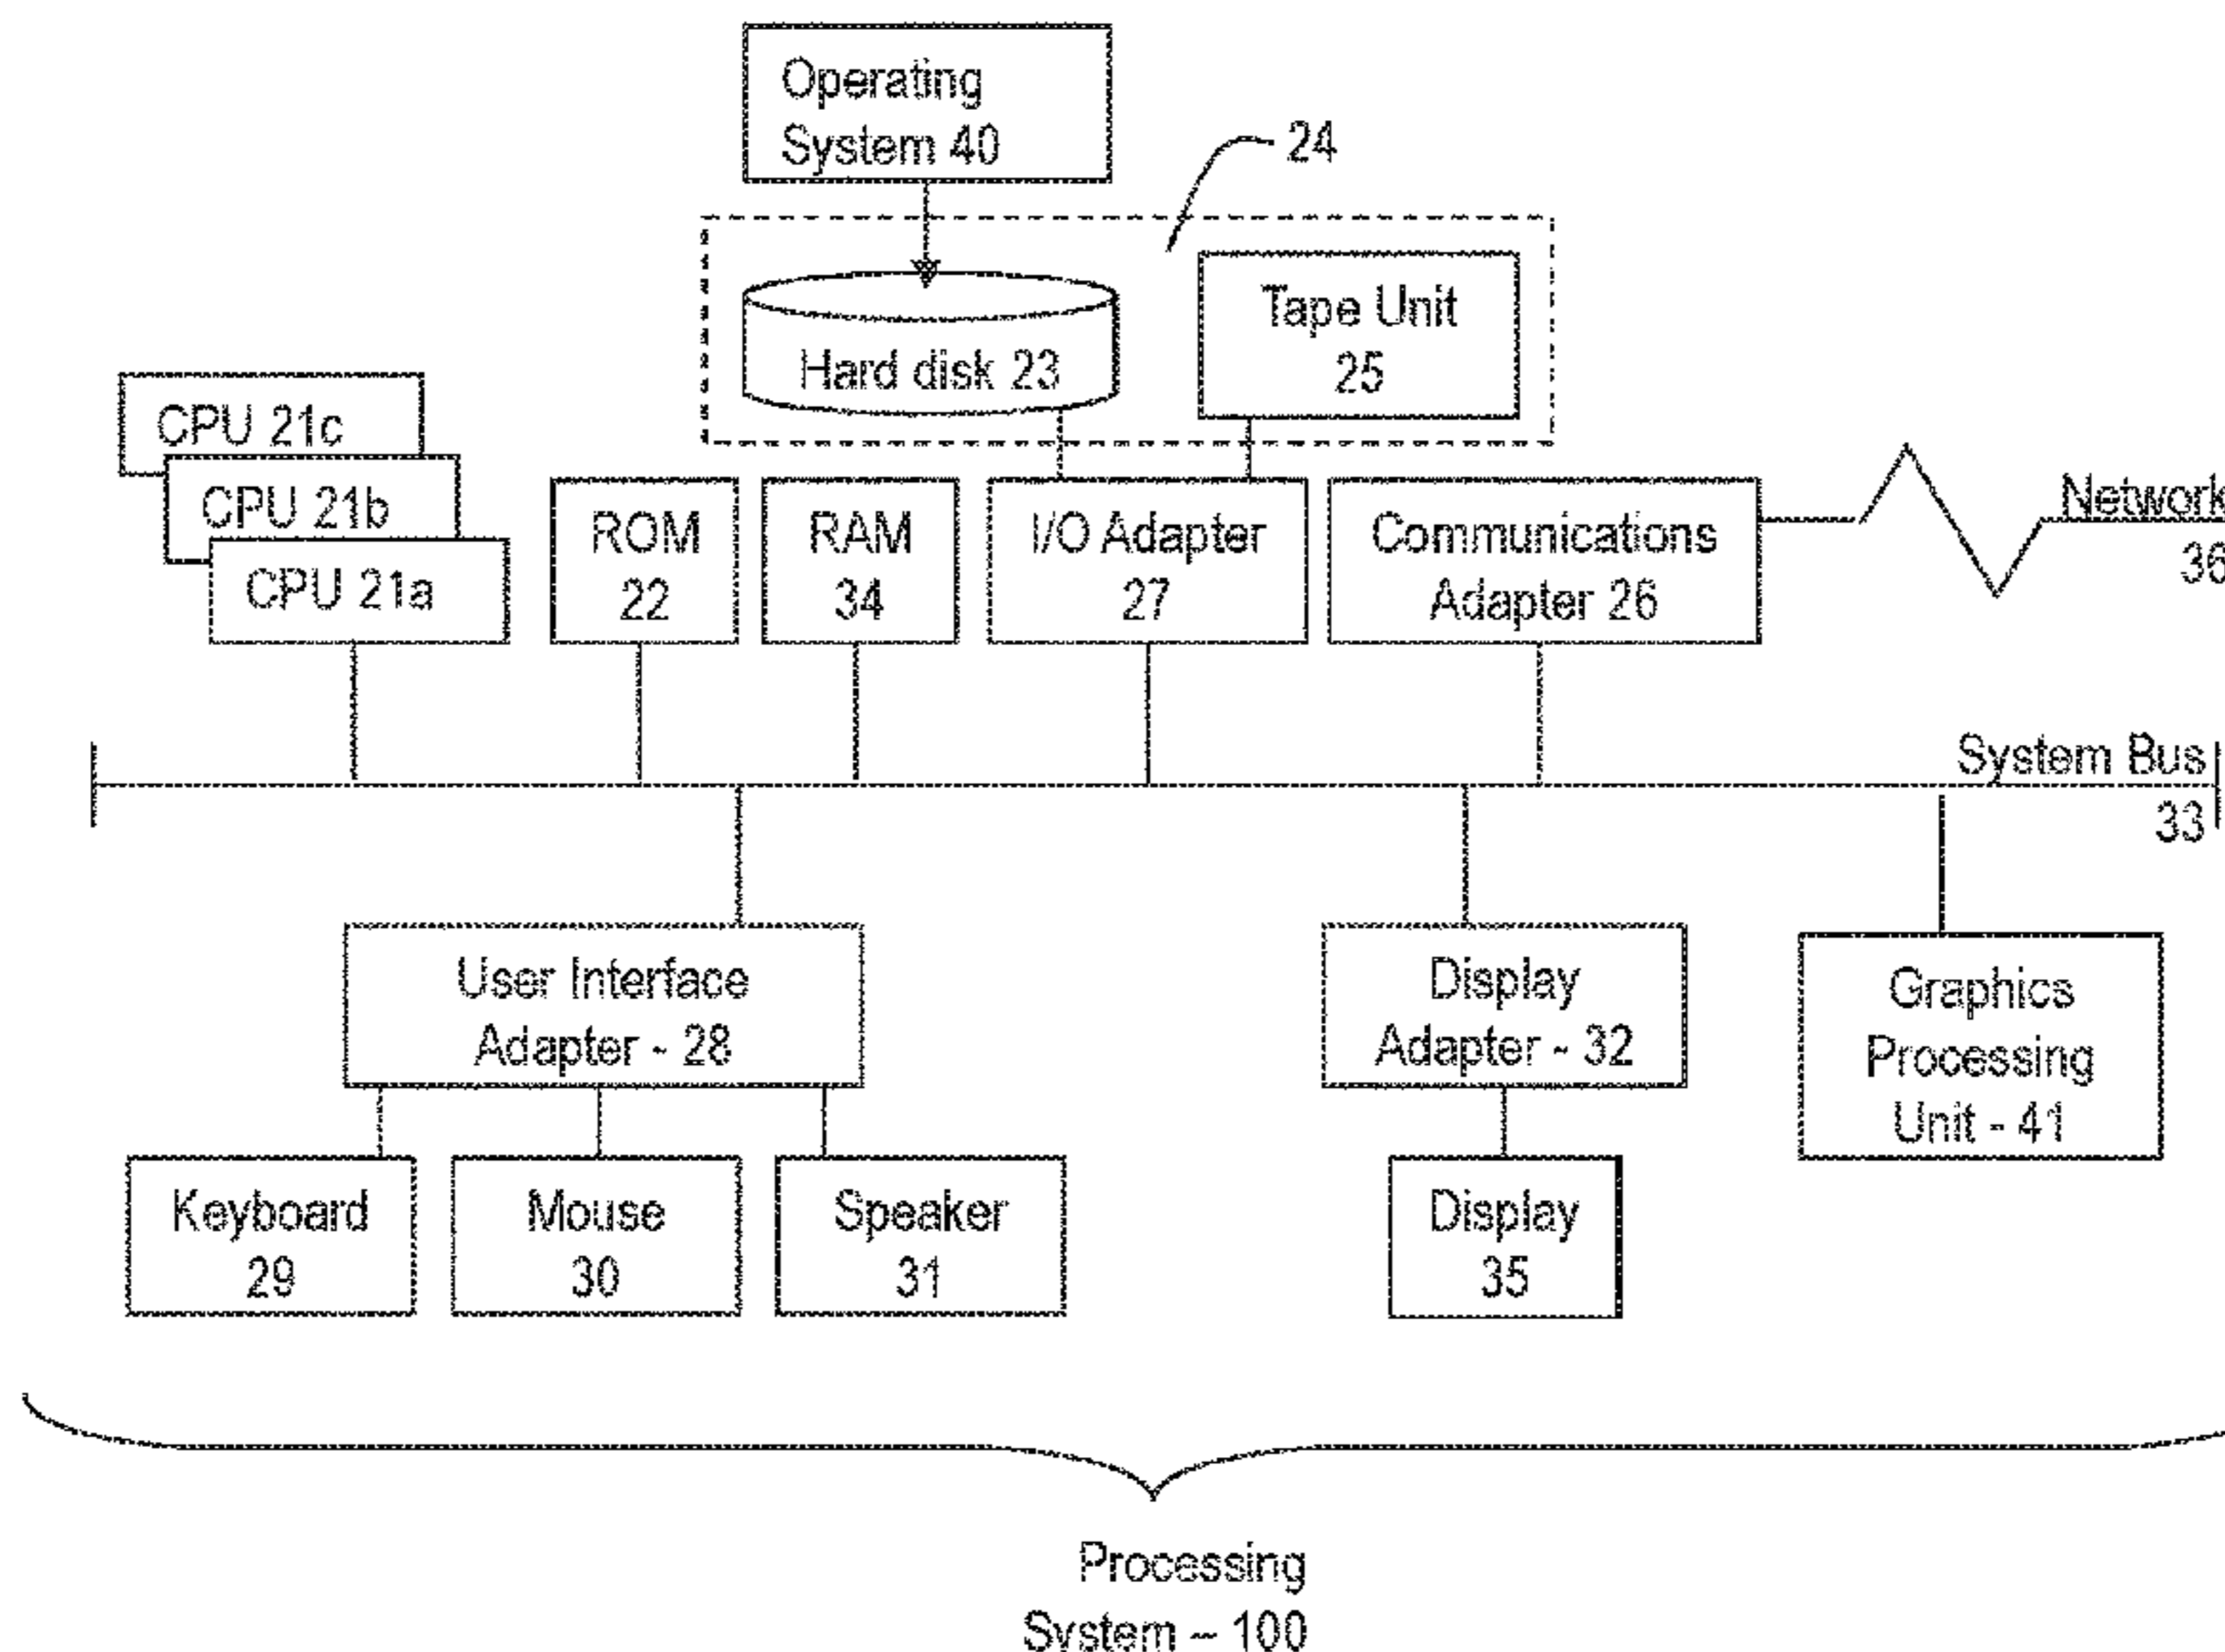 Operating
System 40
24
Hard disk 23
Tape Unit
25
CPU 21c
CPU 21b
CPU 21a
ROM
22
RAM
34
I/O Adapter
27
Communications
Adapter 26
Network
36
System Bus
33
User Interface
Adapter - 28
Display
Adapter - 32
Graphics
Processing
Unit - 41
Keyboard
29
Mouse
30
Speaker
31
Display
35
Processing
System – 100